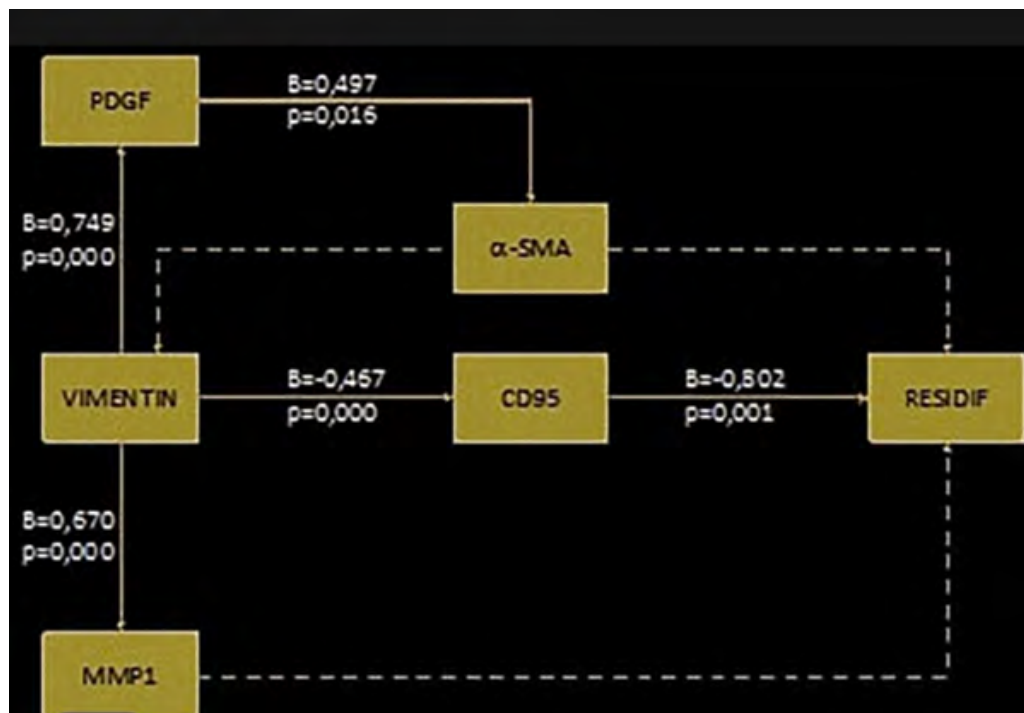 PDGF
B=0,497
p=0,016
B=0,749
p=0,000
α-SMA
VIMENTIN
B=-0,467
p=0,000
CD95
B=-0,802
p=0,001
RESIDIF
B=0,670
p=0,000
MMP1